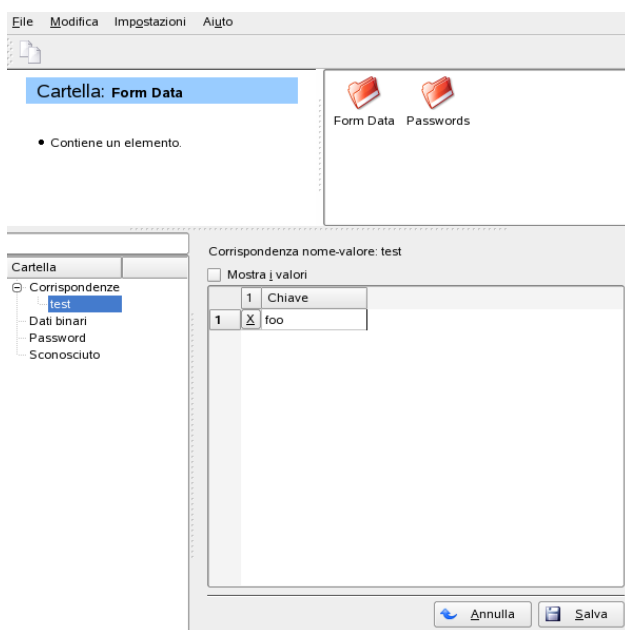 File Modifica Impostazioni Aiuto
Cartella: Form Data
• Contiene un elemento.
Form Data Passwords
Cartella
Corrispondenze
test
Dati binari
Password
Sconosciuto
Corrispondenza nome-valore: test
Mostra i valori
1 Chiave
1 X foo
Annulla Salva